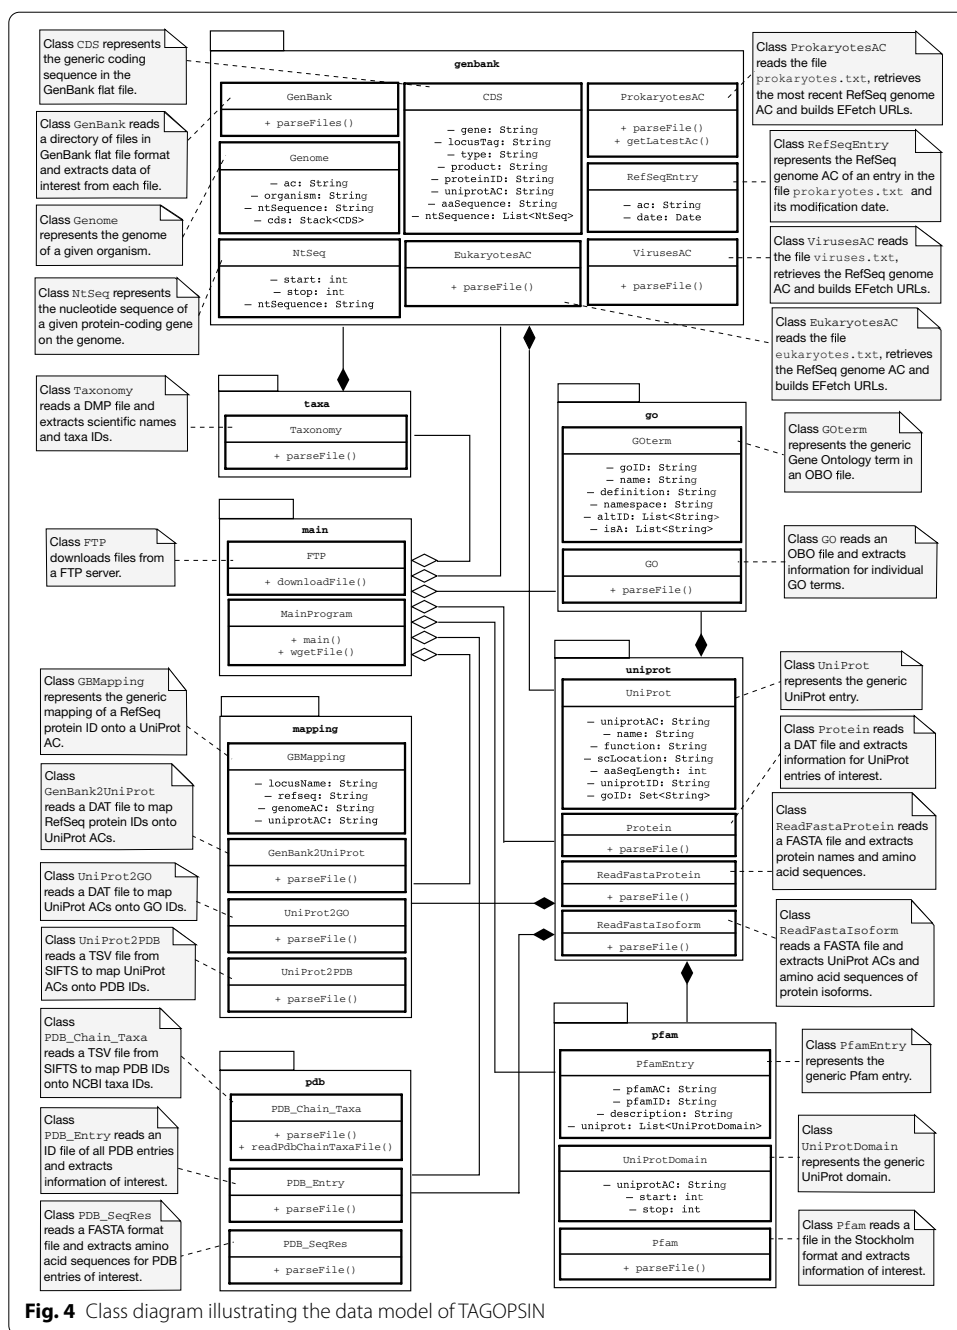 Class CDS represents
the generic coding
sequence in the
GenBank flat file.
Class GenBank reads
a directory of files in
GenBank flat file format
and extracts data of
interest from each file.
Class Genome
represents the genome
of a given organism.
Class NtSeq represents
the nucleotide sequence of
a given protein-coding gene
on the genome.
genbank
GenBank
+ parseFiles()
Genome
– ac: String
– organism: String
– ntSequence: String
– cds: Stack<CDS>
NtSeq
– start: int
– stop: int
– ntSequence: String
CDS
– gene: String
– locusTag: String
– type: String
– product: String
– proteinID: String
– uniprotAC: String
– aaSequence: String
– ntSequence: List<NtSeq>
EukaryotesAC
+ parseFile()
ProkaryotesAC
+ parseFile()
+ getLatestAc()
RefSeqEntry
– ac: String
– date: Date
VirusesAC
+ parseFile()
Class ProkaryotesAC
reads the file
prokaryotes.txt, retrieves
the most recent RefSeq genome
AC and builds EFetch URLs.
Class RefSeqEntry
represents the RefSeq
genome AC of an entry in the
file prokaryotes.txt and
its modification date.
Class VirusesAC reads
the file viruses.txt,
retrieves the RefSeq genome
AC and builds EFetch URLs.
Class EukaryotesAC
reads the file
eukaryotes.txt, retrieves
the RefSeq genome AC and
builds EFetch URLs.
Class Taxonomy
reads a DMP file and
extracts scientific names
and taxa IDs.
taxa
Taxonomy
+ parseFile()
go
GOterm
– goID: String
– name: String
– definition: String
– namespace: String
– altID: List<String>
– isA: List<String>
GO
+ parseFile()
Class GOterm
represents the generic
Gene Ontology term in
an OBO file.
Class GO reads an
OBO file and extracts
information for individual
GO terms.
Class FTP
downloads files from
a FTP server.
main
FTP
+ downloadFile()
MainProgram
+ main()
+ wgetFile()
Class GBMapping
represents the generic
mapping of a RefSeq
protein ID onto a UniProt
AC.
Class
GenBank2UniProt
reads a DAT file to map
RefSeq protein IDs onto
UniProt ACs.
Class UniProt2GO
reads a DAT file to map
UniProt ACs onto GO IDs.
Class UniProt2PDB
reads a TSV file from
SIFTS to map UniProt
ACs onto PDB IDs.
mapping
GBMapping
– locusName: String
– refseq: String
– genomeAC: String
– uniprotAC: String
GenBank2UniProt
+ parseFile()
UniProt2GO
+ parseFile()
UniProt2PDB
+ parseFile()
uniprot
UniProt
– uniprotAC: String
– name: String
– function: String
– scLocation: String
– aaSeqLength: int
– uniprotID: String
– goID: Set<String>
Protein
+ parseFile()
ReadFastaProtein
+ parseFile()
ReadFastaIsoform
+ parseFile()
Class UniProt
represents the generic
UniProt entry.
Class Protein reads
a DAT file and extracts
information for UniProt
entries of interest.
Class
ReadFastaProtein reads
a FASTA file and extracts
protein names and amino
acid sequences.
Class
ReadFastaIsoform
reads a FASTA file and
extracts UniProt ACs and
amino acid sequences of
protein isoforms.
Class
PDB_Chain_Taxa
reads a TSV file from
SIFTS to map PDB IDs
onto NCBI taxa IDs.
Class
PDB_Entry reads an
ID file of all PDB entries
and extracts
information of interest.
Class PDB_SeqRes
reads a FASTA format
file and extracts amino
acid sequences for PDB
entries of interest.
pdb
PDB_Chain_Taxa
+ parseFile()
+ readPdbChainTaxaFile()
PDB_Entry
+ parseFile()
PDB_SeqRes
+ parseFile()
pfam
PfamEntry
– pfamAC: String
– pfamID: String
– description: String
– uniprot: List<UniProtDomain>
UniProtDomain
– uniprotAC: String
– start: int
– stop: int
Pfam
+ parseFile()
Class PfamEntry
represents the
generic Pfam entry.
Class
UniProtDomain
represents the generic
UniProt domain.
Class Pfam reads a
file in the Stockholm
format and extracts
information of interest.
Fig. 4 Class diagram illustrating the data model of TAGOPSIN